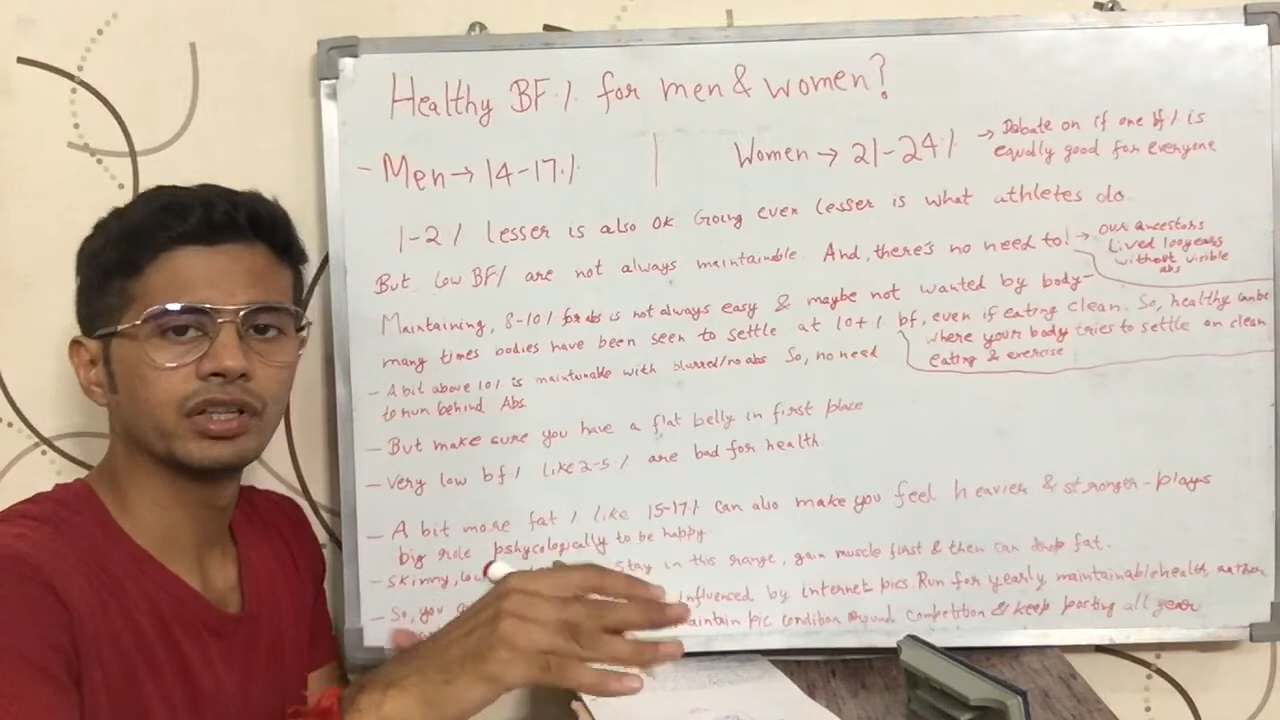 Healthy BF% for men & women?
- Men → 14-17% | Women → 21-24% → Debate on if one bf% is
equally good for everyone
1-2% lesser is also ok Going even lesser is what athletes do
But low BF% are not always maintainable. And, there's no need to! → our ancestors
lived 100years
without visible
abs
Maintaining, 8-10% for abs is not always easy & maybe not wanted by body-
many times bodies have been seen to settle at 10+% bf, even if eating clean. So, healthy can be
where your body tries to settle on clean
eating & exercise
- A bit above 10% is maintainable with blurred/no abs So, no need
to run behind Abs
- But make sure you have a flat belly in first place
- Very low bf% like 2-5% are bad for health
- A bit more fat % like 15-17% can also make you feel heavier & stronger - plays
big role pshycologically to be happy.
- Skinny, stay in this range, gain muscle first & then can fat.
- So, you influenced by internet pics. Run for yearly maintainable health, rather
pic condition around competition & keep posting all year